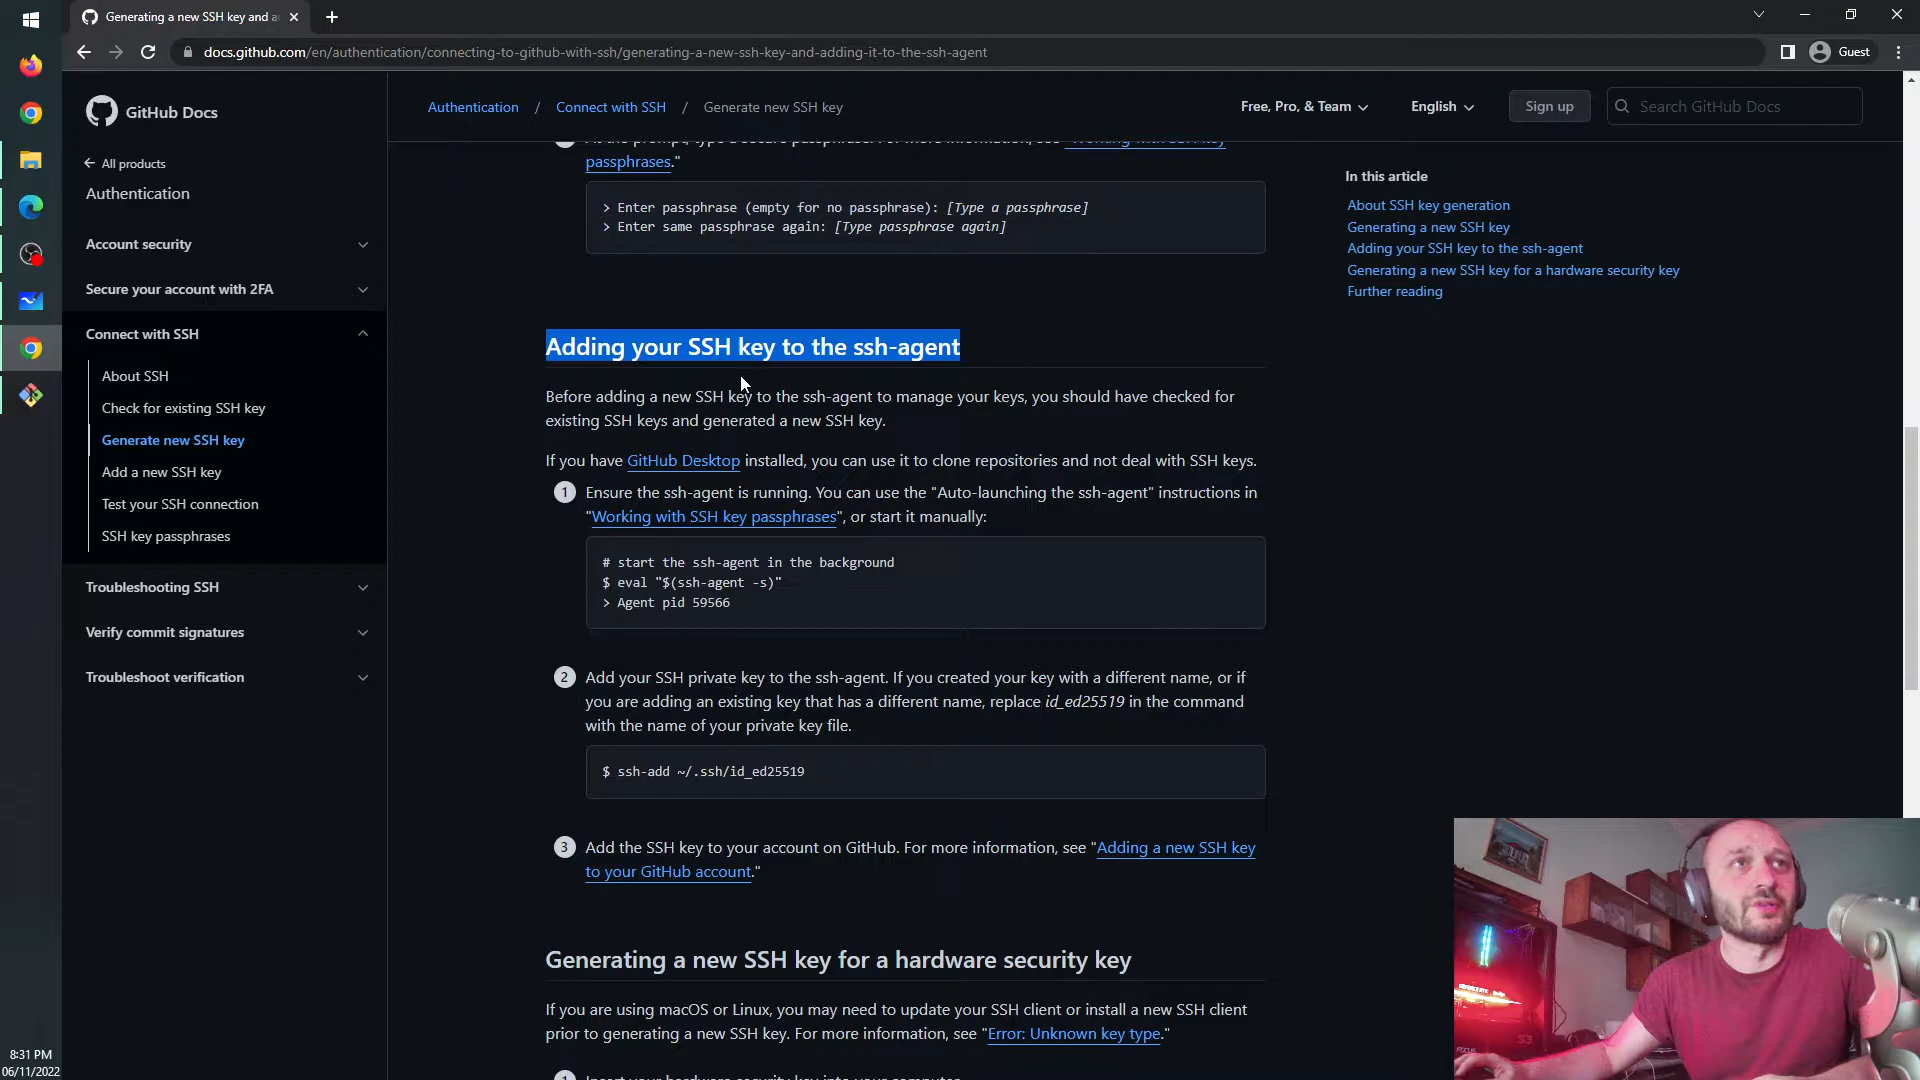 Generating a new SSH key and a
docs.github.com/en/authentication/connecting-to-github-with-ssh/generating-a-new-ssh-key-and-adding-it-to-the-ssh-agent
Guest
GitHub Docs
All products
Authentication
Account security
Secure your account with 2FA
Connect with SSH
About SSH
Check for existing SSH key
Generate new SSH key
Add a new SSH key
Test your SSH connection
SSH key passphrases
Troubleshooting SSH
Verify commit signatures
Troubleshoot verification
Authentication / Connect with SSH / Generate new SSH key
Free, Pro, & Team
English
Sign up
Search GitHub Docs
passphrases."
> Enter passphrase (empty for no passphrase): [Type a passphrase]
> Enter same passphrase again: [Type passphrase again]
Adding your SSH key to the ssh-agent
Before adding a new SSH key to the ssh-agent to manage your keys, you should have checked for
existing SSH keys and generated a new SSH key.
If you have GitHub Desktop installed, you can use it to clone repositories and not deal with SSH keys.
1 Ensure the ssh-agent is running. You can use the "Auto-launching the ssh-agent" instructions in
"Working with SSH key passphrases", or start it manually:
# start the ssh-agent in the background
$ eval "$(ssh-agent -s)"
> Agent pid 59566
2 Add your SSH private key to the ssh-agent. If you created your key with a different name, or if
you are adding an existing key that has a different name, replace id_ed25519 in the command
with the name of your private key file.
$ ssh-add ~/.ssh/id_ed25519
3 Add the SSH key to your account on GitHub. For more information, see "Adding a new SSH key
to your GitHub account."
Generating a new SSH key for a hardware security key
If you are using macOS or Linux, you may need to update your SSH client or install a new SSH client
prior to generating a new SSH key. For more information, see "Error: Unknown key type."
In this article
About SSH key generation
Generating a new SSH key
Adding your SSH key to the ssh-agent
Generating a new SSH key for a hardware security key
Further reading
8:31 PM
06/11/2022